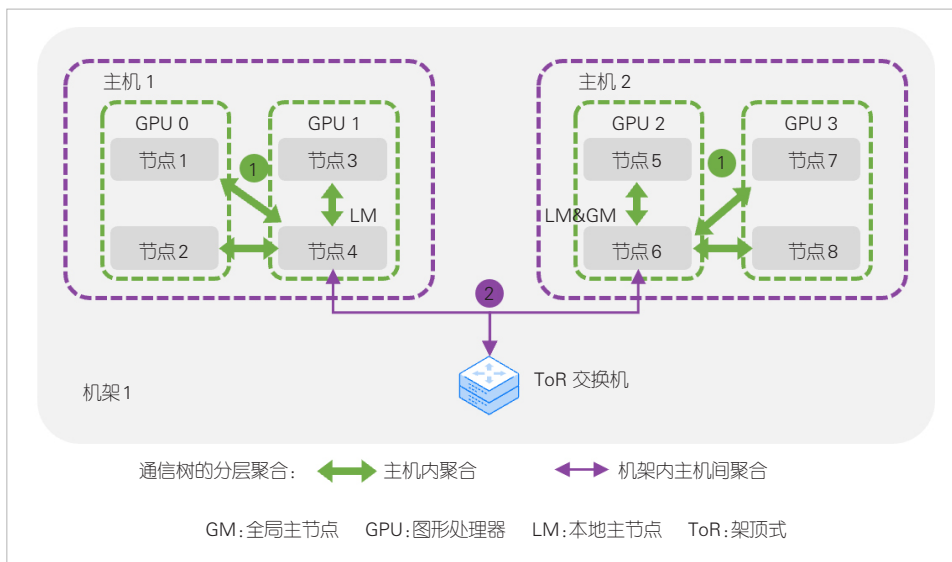 主机 1
主机 2
GPU 0
GPU 1
GPU 2
GPU 3
节点 1
1
节点 3
节点 5
1
节点 7
LM
LM&GM
节点 2
节点 4
节点 6
节点 8
2
ToR 交换机
机架 1
通信树的分层聚合： 主机内聚合 机架内主机间聚合
GM：全局主节点 GPU：图形处理器 LM：本地主节点 ToR：架顶式